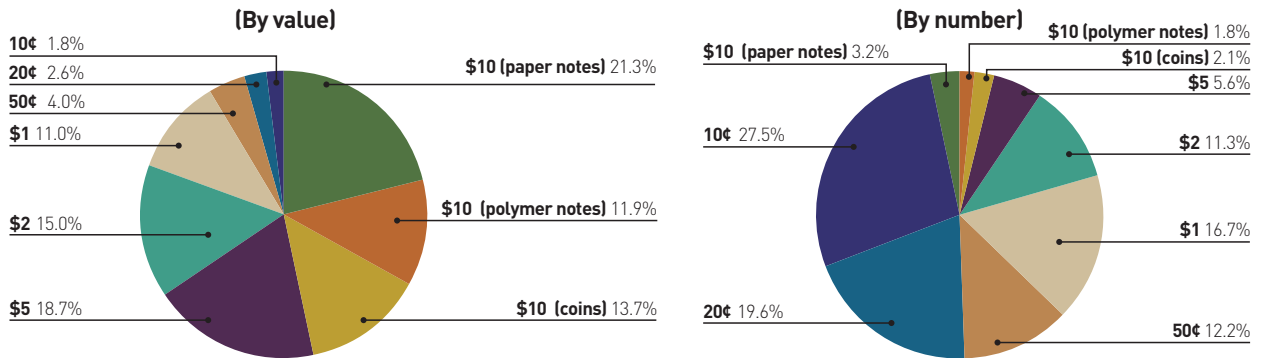 (By value)
10¢ 1.8%
20¢ 2.6%
50¢ 4.0%
$1 11.0%
$2 15.0%
$5 18.7%
$10 (paper notes) 21.3%
$10 (polymer notes) 11.9%
$10 (coins) 13.7%
(By number)
$10 (paper notes) 3.2%
10¢ 27.5%
20¢ 19.6%
$10 (polymer notes) 1.8%
$10 (coins) 2.1%
$5 5.6%
$2 11.3%
$1 16.7%
50¢ 12.2%